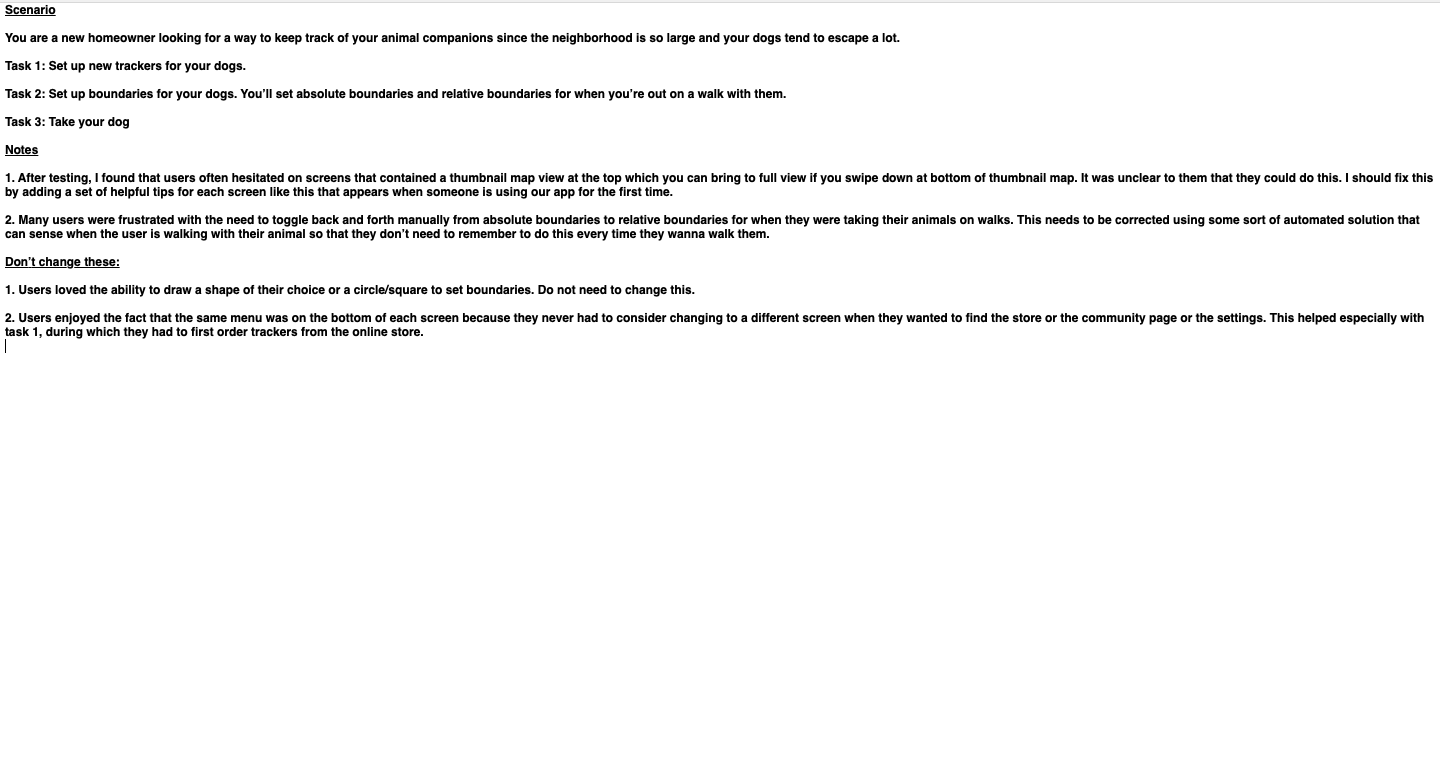 Scenario
You are a new homeowner looking for a way to keep track of your animal companions since the neighborhood is so large and your dogs tend to escape a lot.
Task 1: Set up new trackers for your dogs.
Task 2: Set up boundaries for your dogs. You’ll set absolute boundaries and relative boundaries for when you’re out on a walk with them.
Task 3: Take your dog
Notes
1. After testing, I found that users often hesitated on screens that contained a thumbnail map view at the top which you can bring to full view if you swipe down at bottom of thumbnail map. It was unclear to them that they could do this. I should fix this
by adding a set of helpful tips for each screen like this that appears when someone is using our app for the first time.
2. Many users were frustrated with the need to toggle back and forth manually from absolute boundaries to relative boundaries for when they were taking their animals on walks. This needs to be corrected using some sort of automated solution that
can sense when the user is walking with their animal so that they don’t need to remember to do this every time they wanna walk them.
Don’t change these:
1. Users loved the ability to draw a shape of their choice or a circle/square to set boundaries. Do not need to change this.
2. Users enjoyed the fact that the same menu was on the bottom of each screen because they never had to consider changing to a different screen when they wanted to find the store or the community page or the settings. This helped especially with
task 1, during which they had to first order trackers from the online store.